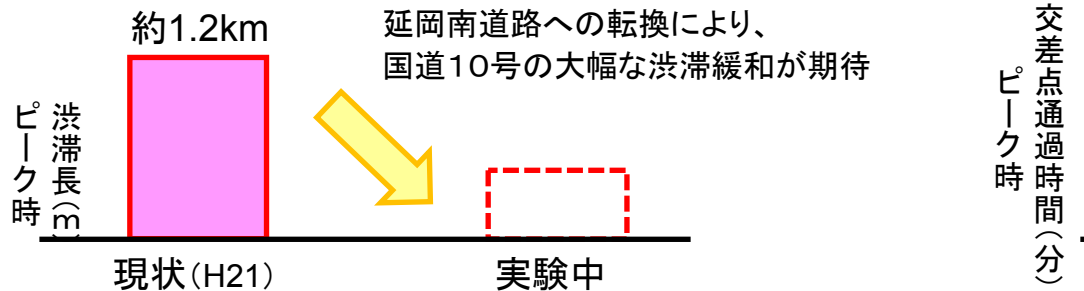 約1.2km
延岡南道路への転換により、
国道10号の大幅な渋滞緩和が期待
ピーク時
渋滞長(m)
現状(H21)
実験中
ピーク時
交差点通過時間(分)